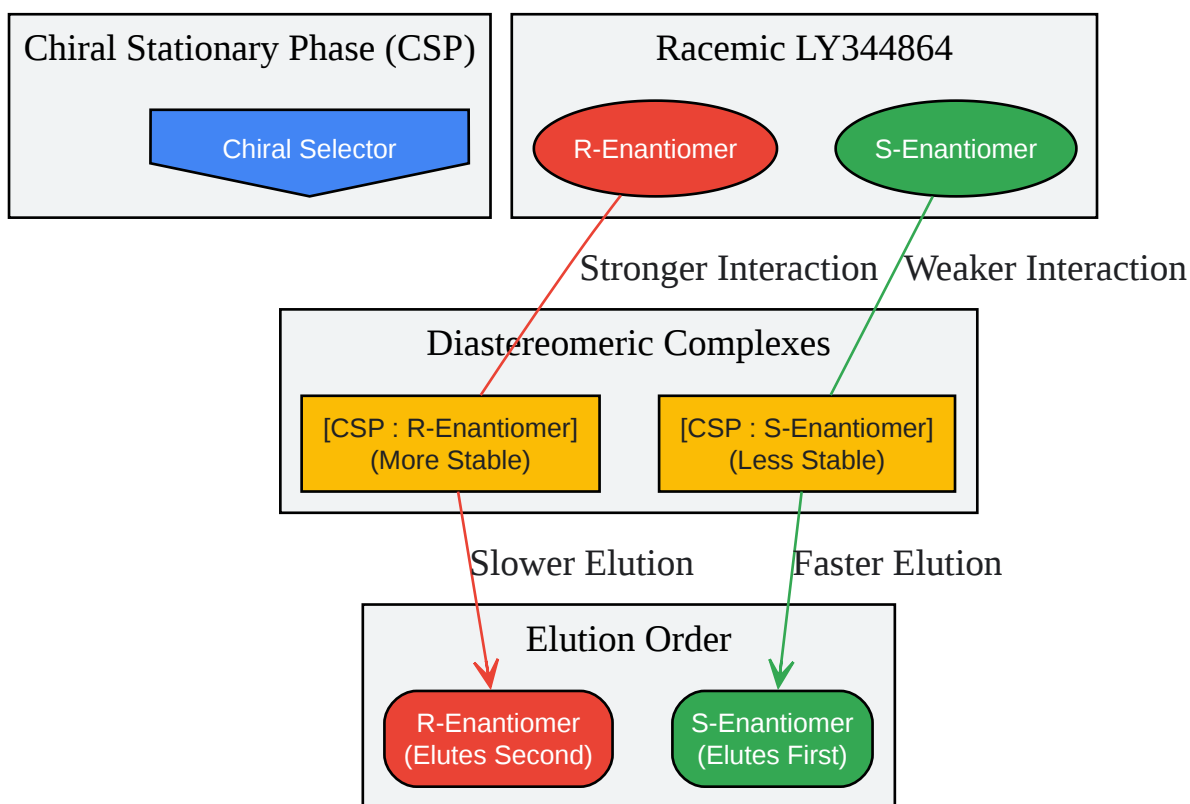 Chiral Stationary Phase (CSP)
Chiral Selector
Racemic LY344864
R-Enantiomer
S-Enantiomer
Stronger Interaction
Weaker Interaction
Diastereomeric Complexes
[CSP : R-Enantiomer]
(More Stable)
[CSP : S-Enantiomer]
(Less Stable)
Slower Elution
Faster Elution
Elution Order
R-Enantiomer
(Elutes Second)
S-Enantiomer
(Elutes First)